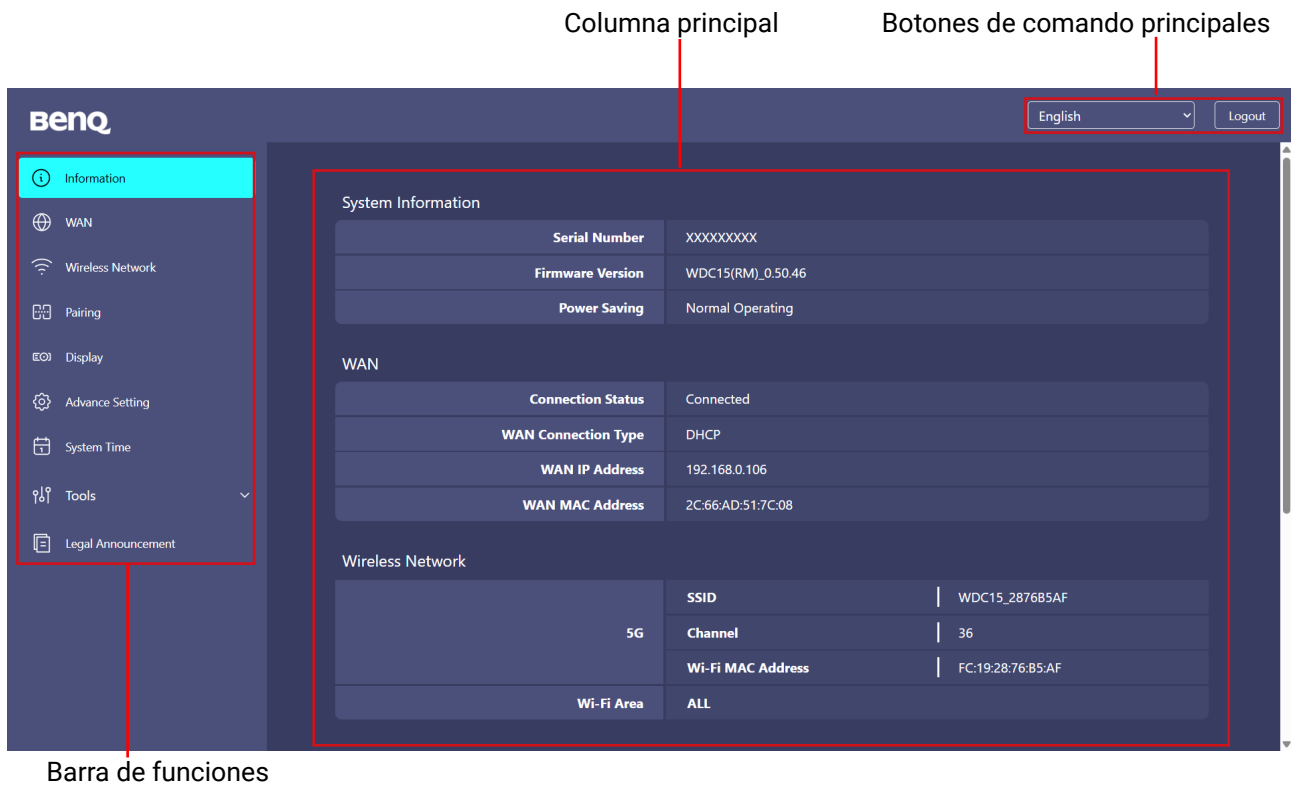 Columna principal
Botones de comando principales
BenQ
English
Logout
Information
WAN
Wireless Network
Pairing
Display
Advance Setting
System Time
Tools
Legal Announcement
System Information
Serial Number XXXXXXXXX
Firmware Version WDC15(RM)_0.50.46
Power Saving Normal Operating
WAN
Connection Status Connected
WAN Connection Type DHCP
WAN IP Address 192.168.0.106
WAN MAC Address 2C:66:AD:51:7C:08
Wireless Network
5G
SSID WDC15_2876B5AF
Channel 36
Wi-Fi MAC Address FC:19:28:76:B5:AF
Wi-Fi Area ALL
Barra de funciones